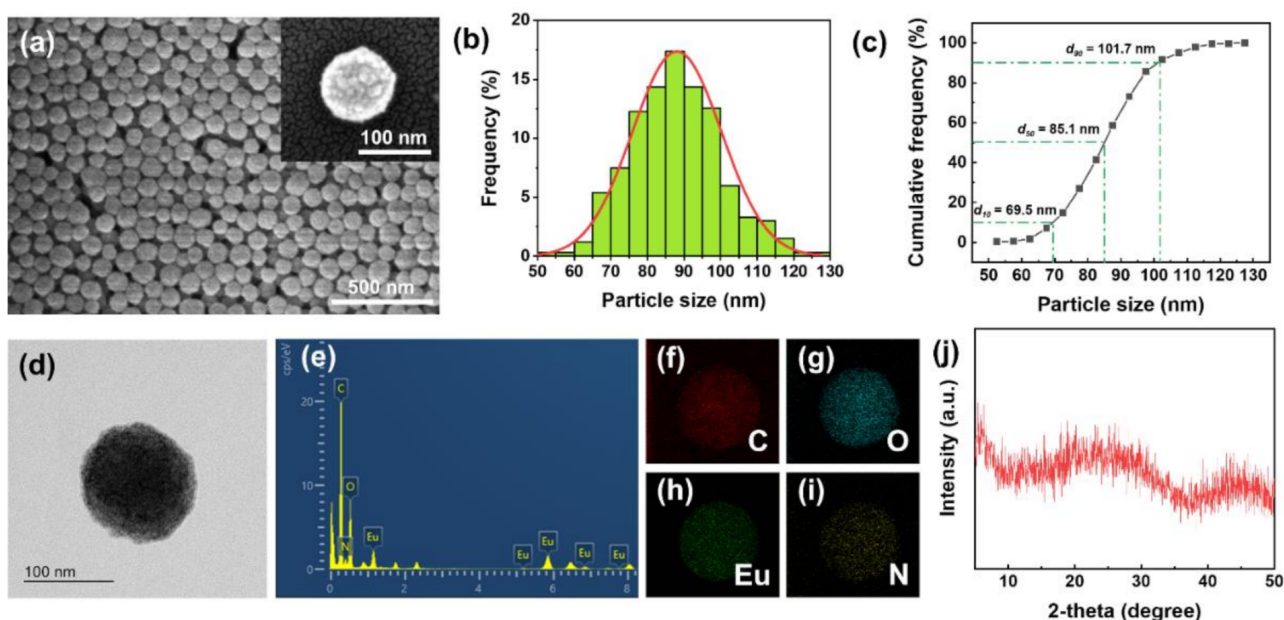 (a)
100 nm
500 nm
(b)
Frequency (%)
20
15
10
5
0
50 60 70 80 90 100 110 120 130
Particle size (nm)
(c)
Cumulative frequency (%)
100
80
60
40
20
0
d90 = 101.7 nm
d50 = 85.1 nm
d10 = 69.5 nm
50 60 70 80 90 100 110 120 130
Particle size (nm)
(d)
100 nm
(e)
cps/eV
20
10
0
C
O
N
Eu
Eu
Eu
Eu
Eu
0 2 4 6 8
(f)
C
(g)
O
(h)
Eu
(i)
N
(j)
Intensity (a.u.)
10 20 30 40 50
2-theta (degree)